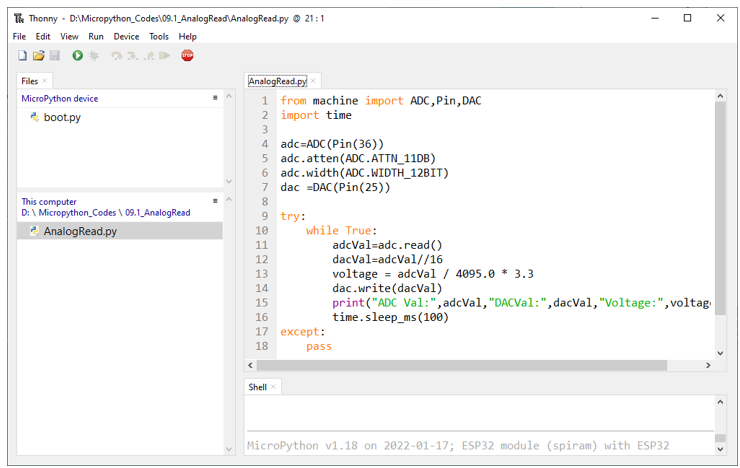 Thonny - D:\Micropython_Codes\09.1_AnalogRead\AnalogRead.py @ 21 : 1
File Edit View Run Device Tools Help
STOP
Files ×
MicroPython device
boot.py
This computer
D: \ Micropython_Codes \ 09.1_AnalogRead
AnalogRead.py
AnalogRead.py ×
1 from machine import ADC,Pin,DAC
2 import time
3
4 adc=ADC(Pin(36))
5 adc.atten(ADC.ATTN_11DB)
6 adc.width(ADC.WIDTH_12BIT)
7 dac =DAC(Pin(25))
8
9 try:
10     while True:
11         adcVal=adc.read()
12         dacVal=adcVal//16
13         voltage = adcVal / 4095.0 * 3.3
14         dac.write(dacVal)
15         print("ADC Val:",adcVal,"DACVal:",dacVal,"Voltage:",voltage
16         time.sleep_ms(100)
17 except:
18     pass
Shell ×
MicroPython v1.18 on 2022-01-17; ESP32 module (spiram) with ESP32